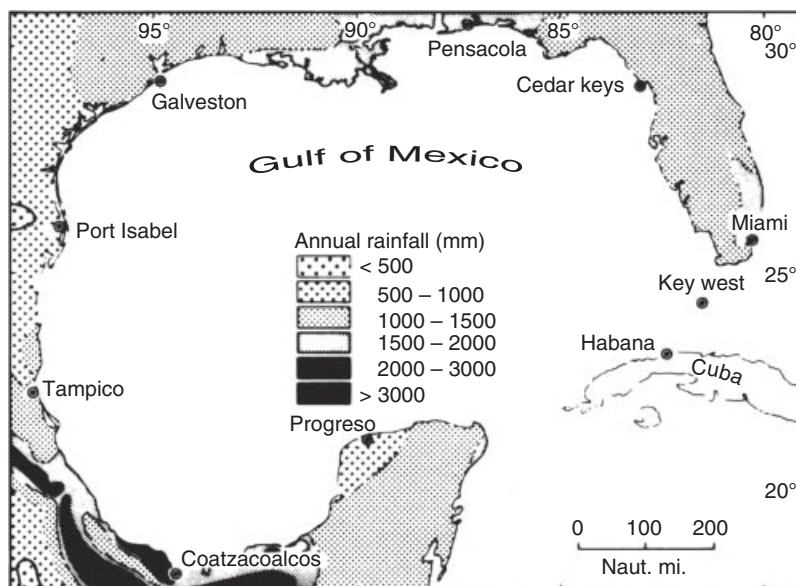 95° 90° 85° 80°
30°
Pensacola
Galveston
Cedar keys
Gulf of Mexico
Port Isabel
Miami
Annual rainfall (mm)
< 500
500 – 1000
1000 – 1500
1500 – 2000
2000 – 3000
> 3000
25°
Key west
Habana
Cuba
Tampico
Progreso
20°
0 100 200
Naut. mi.
Coatzacoalcos